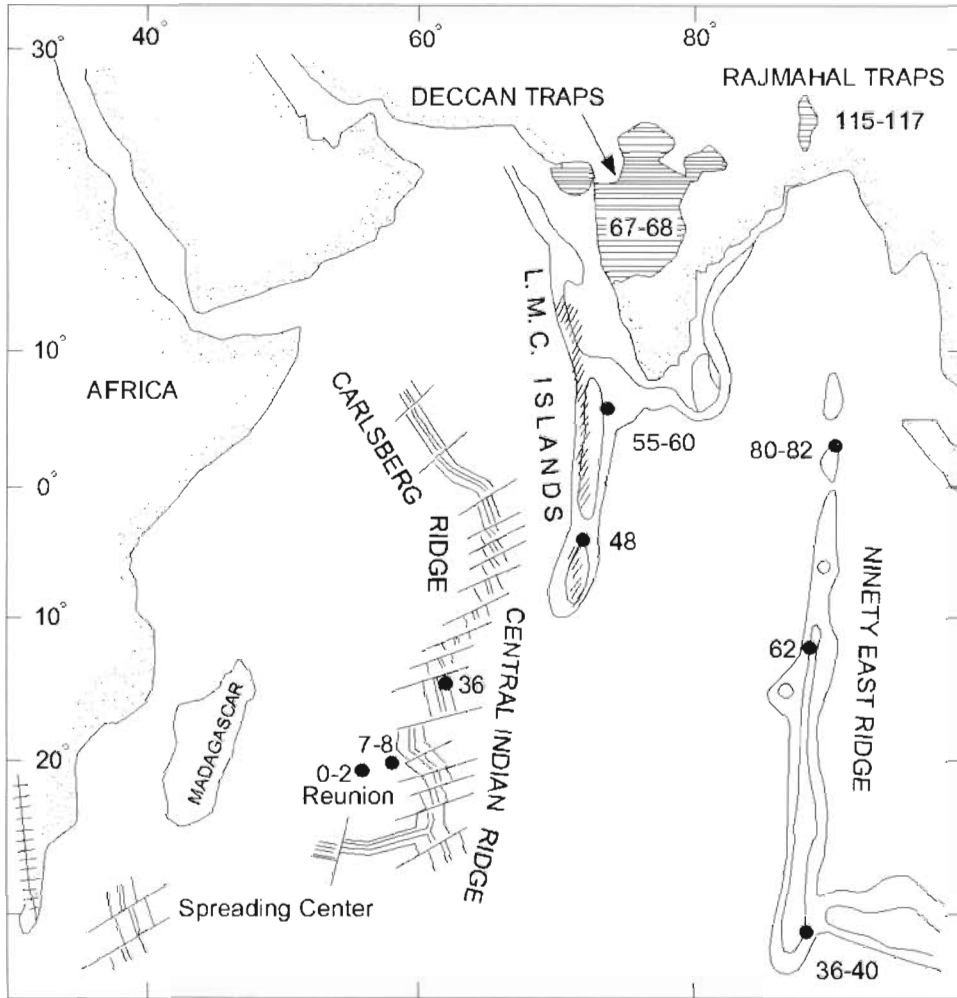 40°
60°
80°
30°
DECCAN TRAPS
RAJMAHAL TRAPS
115-117
67-68
10°
AFRICA
L. M. C. ISLANDS
CARLSBERG
RIDGE
55-60
80-82
0°
48
NINETY EAST RIDGE
10°
CENTRAL INDIAN RIDGE
62
36
MADAGASCAR
7-8
20°
0-2
Reunion
Spreading Center
36-40